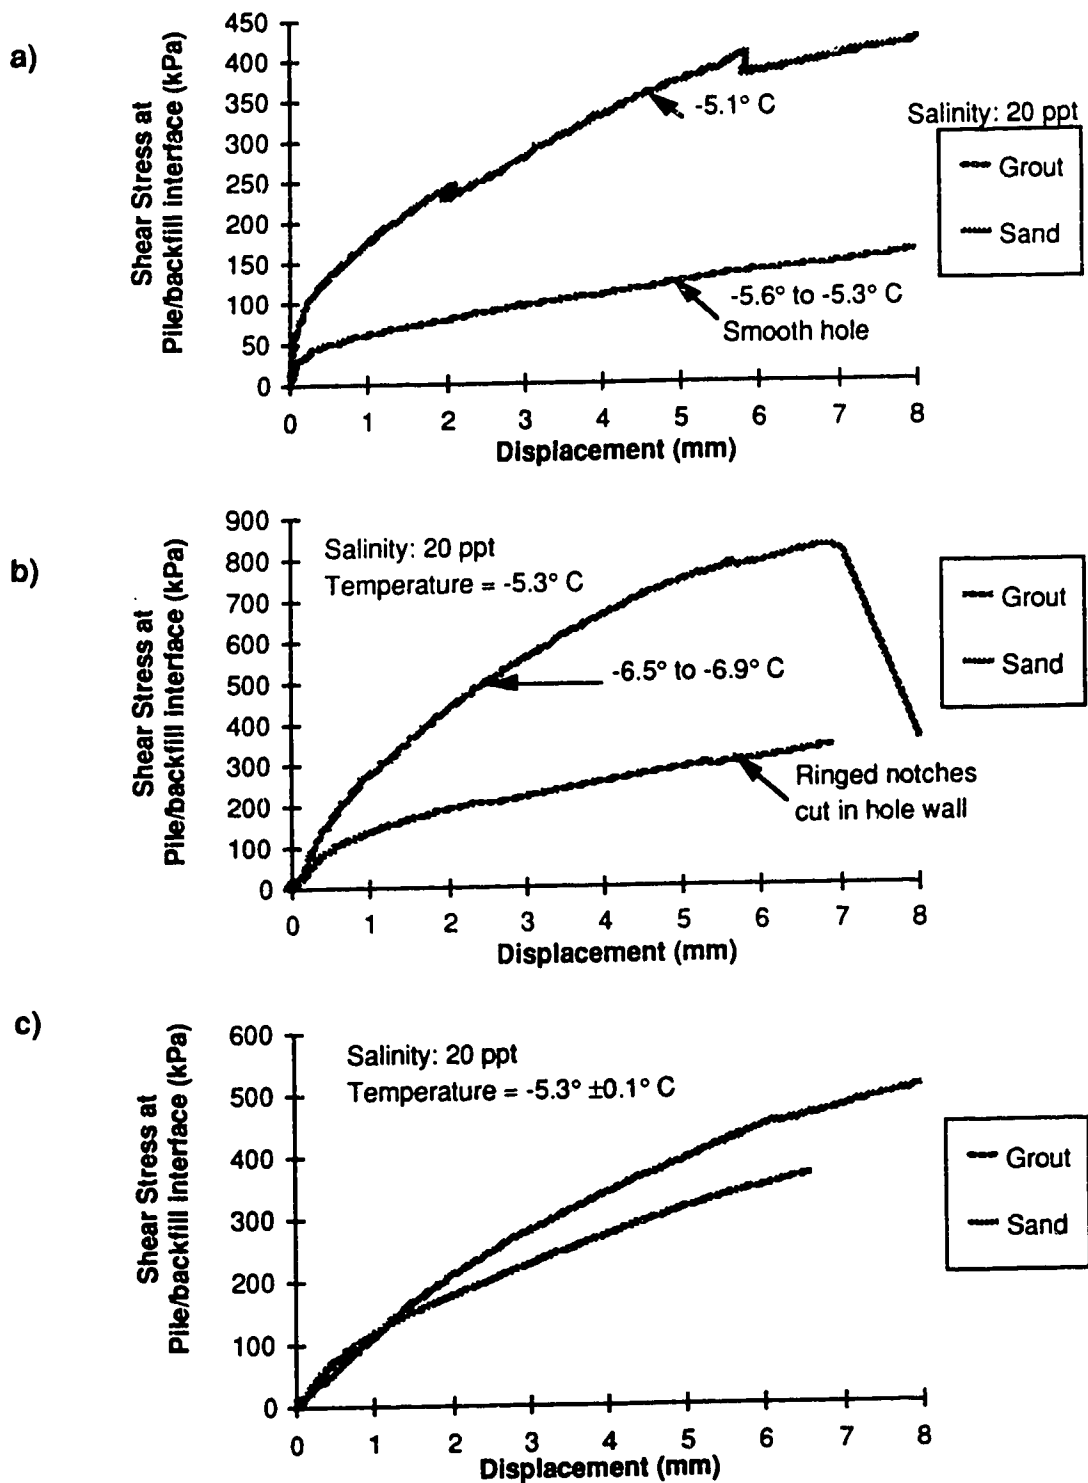 a)
Shear Stress at
Pile/backfill interface (kPa)
450
400
350
300
250
200
150
100
50
0
-5.1° C
-5.6° to -5.3° C
Smooth hole
Salinity: 20 ppt
Grout
Sand
0 1 2 3 4 5 6 7 8
Displacement (mm)
b)
Shear Stress at
Pile/backfill interface (kPa)
900
800
700
600
500
400
300
200
100
0
Salinity: 20 ppt
Temperature = -5.3° C
-6.5° to -6.9° C
Ringed notches
cut in hole wall
Grout
Sand
0 1 2 3 4 5 6 7 8
Displacement (mm)
c)
Shear Stress at
Pile/backfill interface (kPa)
600
500
400
300
200
100
0
Salinity: 20 ppt
Temperature = -5.3° ±0.1° C
Grout
Sand
0 1 2 3 4 5 6 7 8
Displacement (mm)